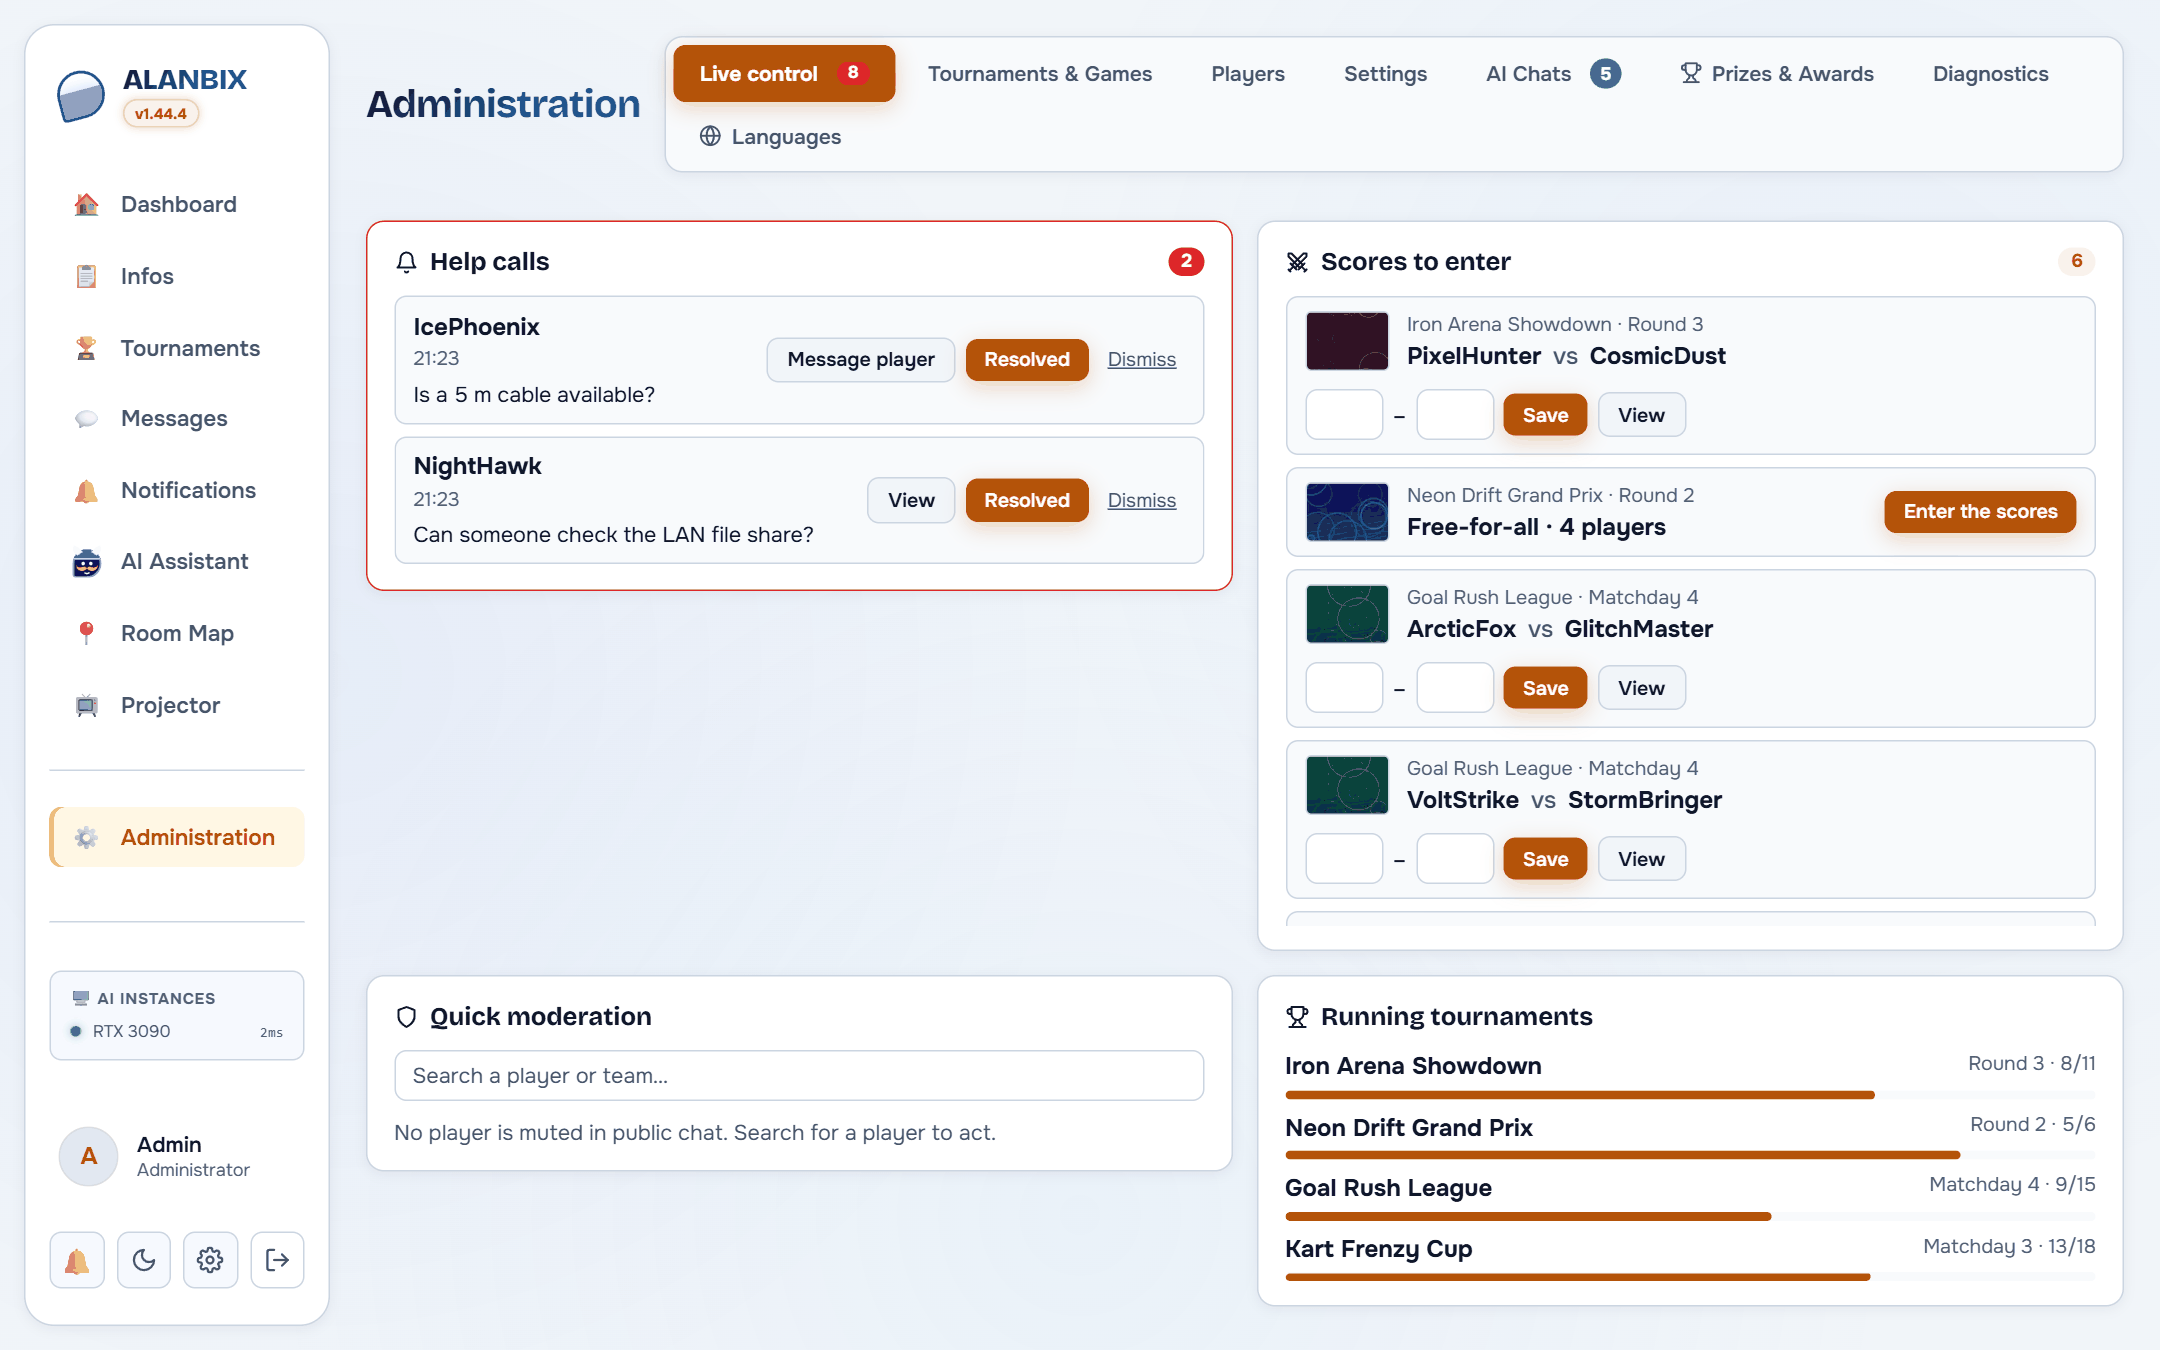 ALANBIX
v1.44.4
Dashboard
Infos
Tournaments
Messages
Notifications
AI Assistant
Room Map
Projector
Administration
AI INSTANCES
RTX 3090 2ms
A
Admin
Administrator
Administration
Live control 8
Tournaments & Games
Players
Settings
AI Chats 5
Prizes & Awards
Diagnostics
Languages
Help calls 2
IcePhoenix
21:23
Is a 5 m cable available?
Message player Resolved Dismiss
NightHawk
21:23
Can someone check the LAN file share?
View Resolved Dismiss
Scores to enter 6
Iron Arena Showdown · Round 3
PixelHunter vs CosmicDust
– Save View
Neon Drift Grand Prix · Round 2
Free-for-all · 4 players
Enter the scores
Goal Rush League · Matchday 4
ArcticFox vs GlitchMaster
– Save View
Goal Rush League · Matchday 4
VoltStrike vs StormBringer
– Save View
Quick moderation
Search a player or team...
No player is muted in public chat. Search for a player to act.
Running tournaments
Iron Arena Showdown Round 3 · 8/11
Neon Drift Grand Prix Round 2 · 5/6
Goal Rush League Matchday 4 · 9/15
Kart Frenzy Cup Matchday 3 · 13/18